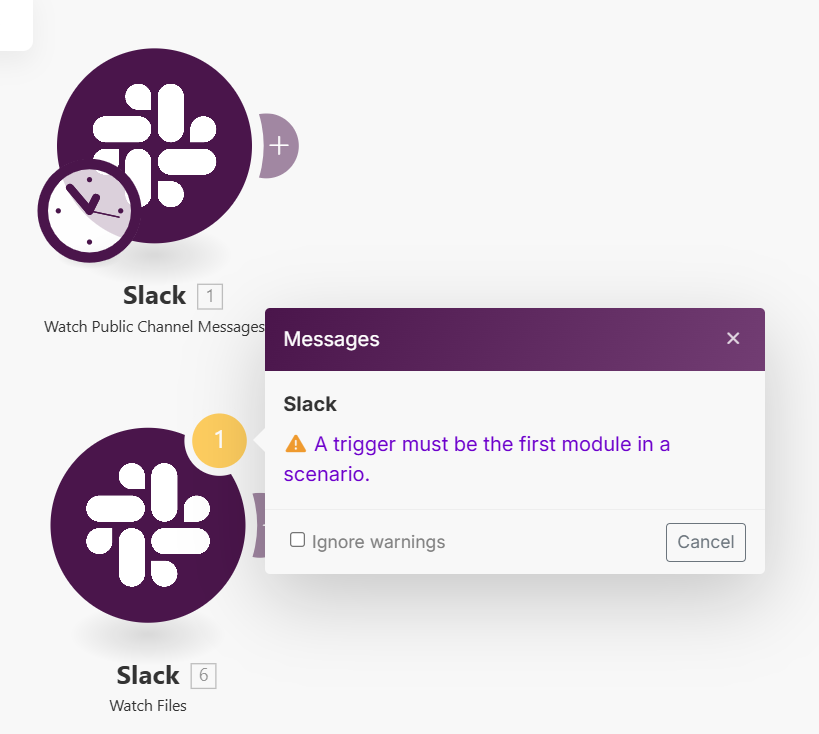 Slack 1
Watch Public Channel Messages
Messages
Slack
A trigger must be the first module in a
scenario.
Ignore warnings
Cancel
1
Slack 6
Watch Files